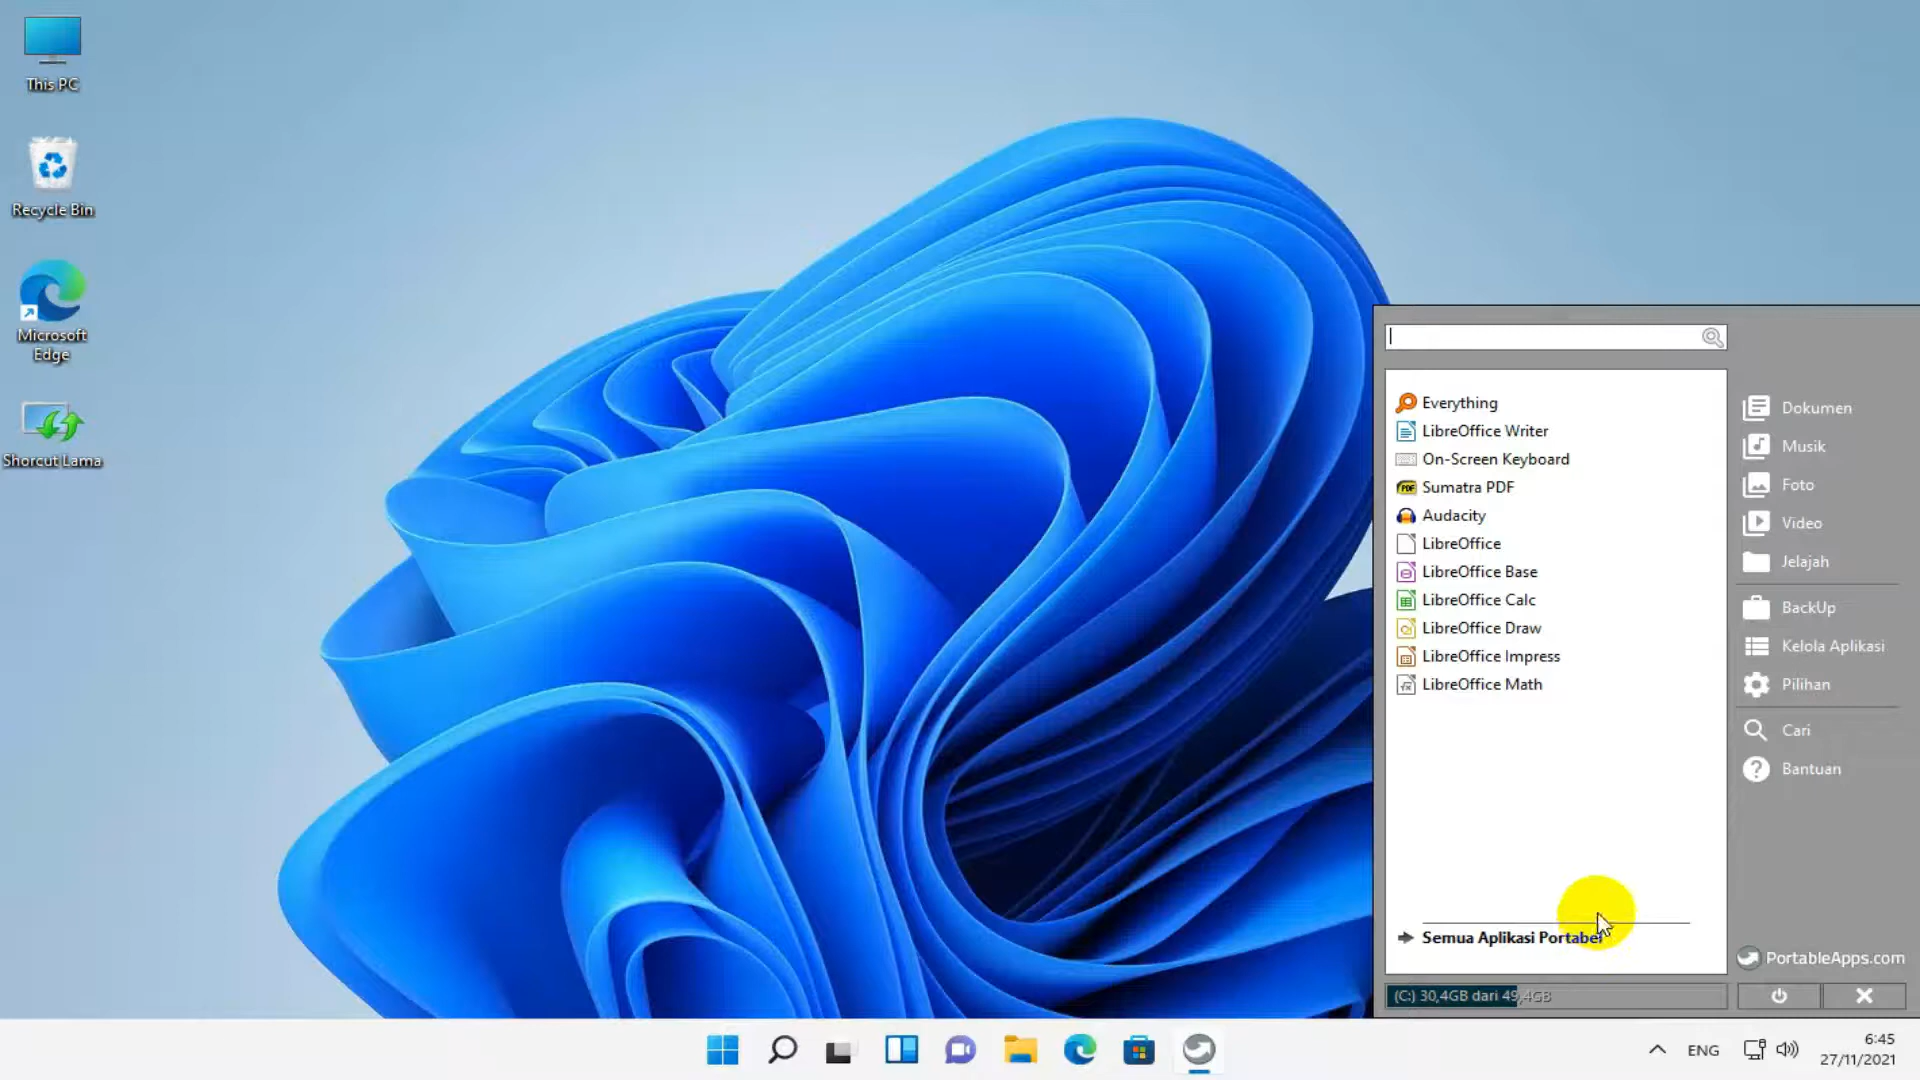 This PC
Recycle Bin
Microsoft
Edge
Shorcut Lama
Everything
LibreOffice Writer
On-Screen Keyboard
Sumatra PDF
Audacity
LibreOffice
LibreOffice Base
LibreOffice Calc
LibreOffice Draw
LibreOffice Impress
LibreOffice Math
Semua Aplikasi Portabel
(C:) 30,4GB dari 49,4GB
Dokumen
Musik
Foto
Video
Jelajah
BackUp
Kelola Aplikasi
Pilihan
Cari
Bantuan
PortableApps.com
ENG
6:45
27/11/2021